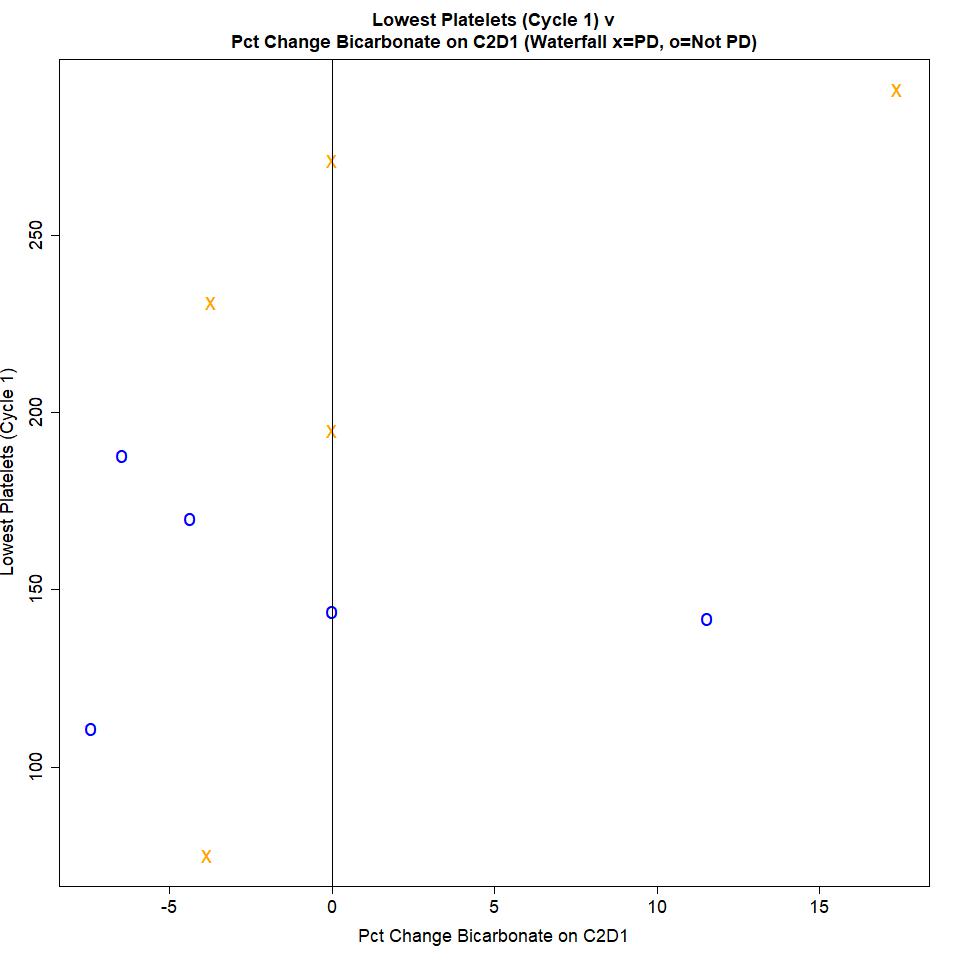 Lowest Platelets (Cycle 1) v
Pct Change Bicarbonate on C2D1 (Waterfall x=PD, o=Not PD)
X
X
250
X
Lowest Platelets (Cycle 1)
200
X
O
O
150
O
O
O
100
X
-5
0
5
10
15
Pct Change Bicarbonate on C2D1